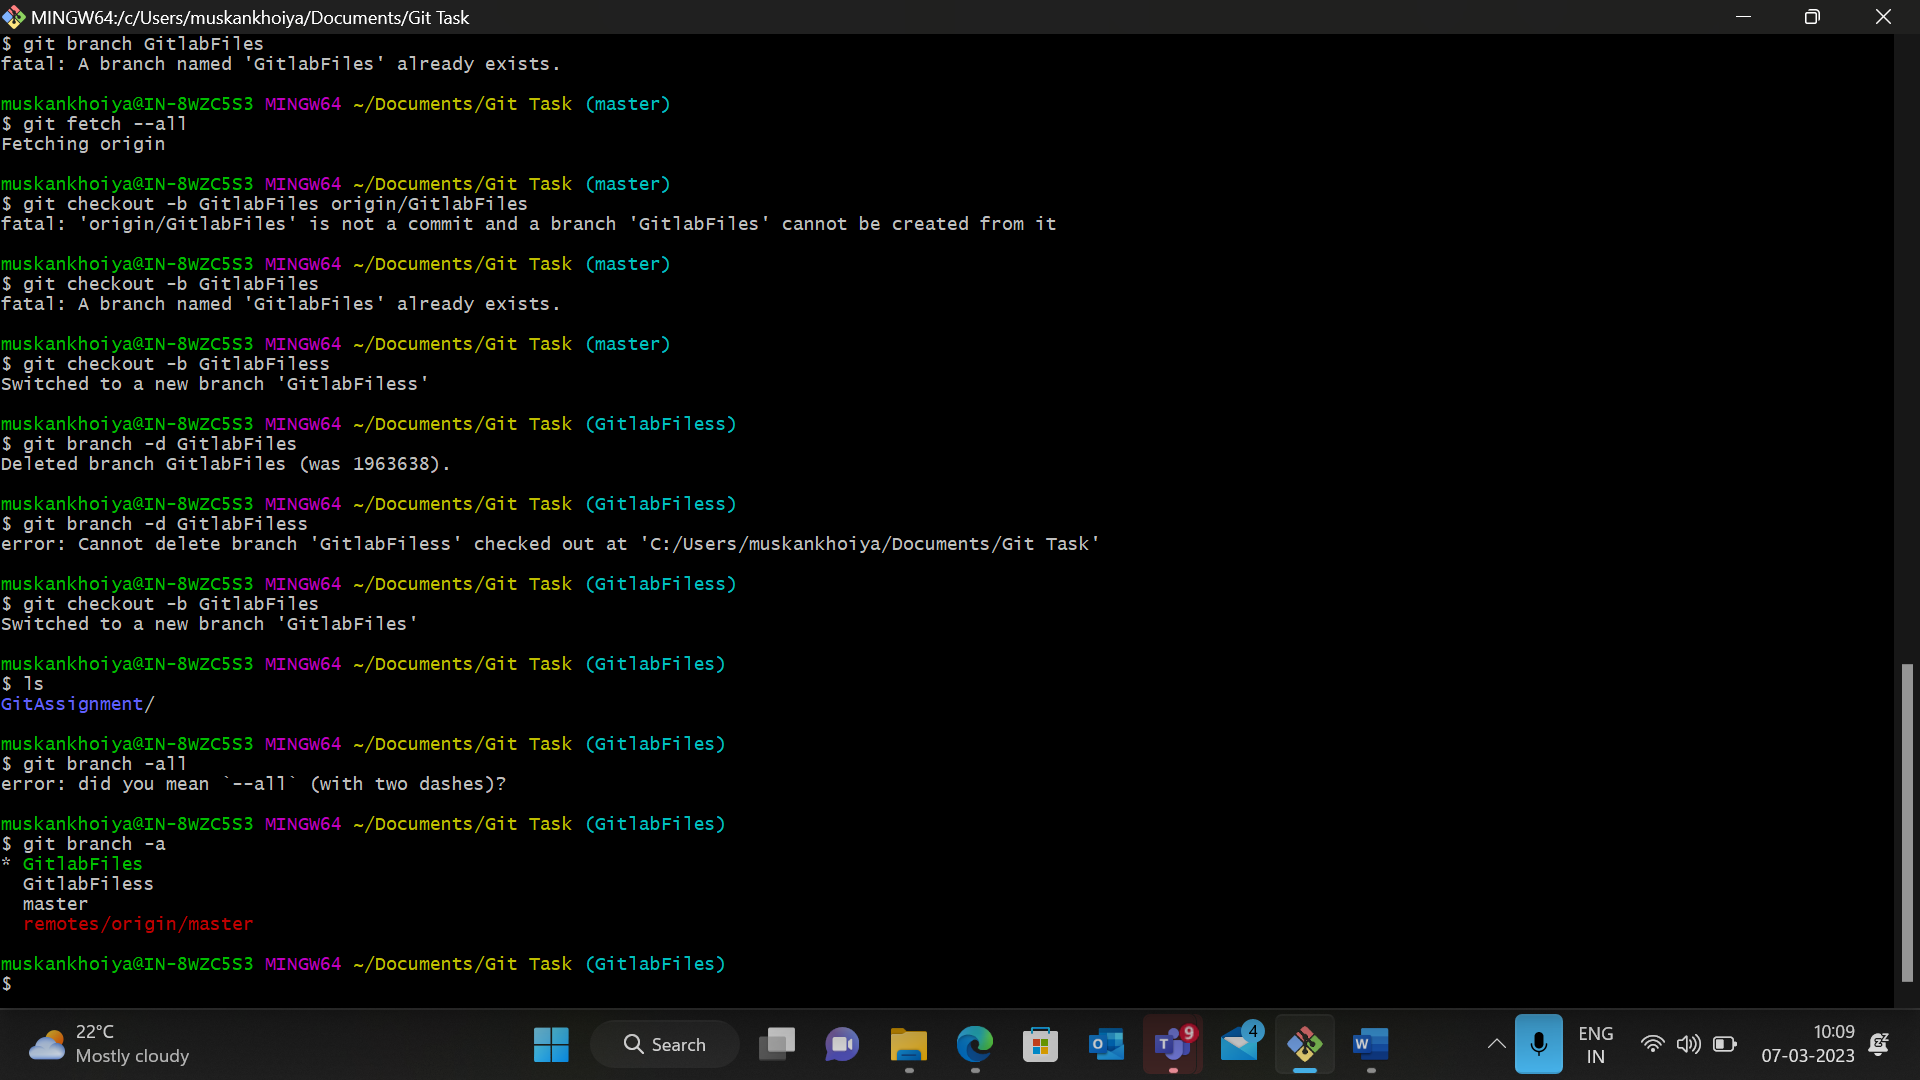 MINGW64:/c/Users/muskankhoiya/Documents/Git Task
$ git branch GitlabFiles
fatal: A branch named 'GitlabFiles' already exists.
muskankhoiya@IN-8WZC5S3 MINGW64 ~/Documents/Git Task (master)
$ git fetch --all
Fetching origin
muskankhoiya@IN-8WZC5S3 MINGW64 ~/Documents/Git Task (master)
$ git checkout -b GitlabFiles origin/GitlabFiles
fatal: 'origin/GitlabFiles' is not a commit and a branch 'GitlabFiles' cannot be created from it
muskankhoiya@IN-8WZC5S3 MINGW64 ~/Documents/Git Task (master)
$ git checkout -b GitlabFiles
fatal: A branch named 'GitlabFiles' already exists.
muskankhoiya@IN-8WZC5S3 MINGW64 ~/Documents/Git Task (master)
$ git checkout -b GitlabFiless
Switched to a new branch 'GitlabFiless'
muskankhoiya@IN-8WZC5S3 MINGW64 ~/Documents/Git Task (GitlabFiless)
$ git branch -d GitlabFiles
Deleted branch GitlabFiles (was 1963638).
muskankhoiya@IN-8WZC5S3 MINGW64 ~/Documents/Git Task (GitlabFiless)
$ git branch -d GitlabFiless
error: Cannot delete branch 'GitlabFiless' checked out at 'C:/Users/muskankhoiya/Documents/Git Task'
muskankhoiya@IN-8WZC5S3 MINGW64 ~/Documents/Git Task (GitlabFiless)
$ git checkout -b GitlabFiles
Switched to a new branch 'GitlabFiles'
muskankhoiya@IN-8WZC5S3 MINGW64 ~/Documents/Git Task (GitlabFiles)
$ ls
GitAssignment/
muskankhoiya@IN-8WZC5S3 MINGW64 ~/Documents/Git Task (GitlabFiles)
$ git branch -all
error: did you mean `--all` (with two dashes)?
muskankhoiya@IN-8WZC5S3 MINGW64 ~/Documents/Git Task (GitlabFiles)
$ git branch -a
* GitlabFiles
GitlabFiless
master
remotes/origin/master
muskankhoiya@IN-8WZC5S3 MINGW64 ~/Documents/Git Task (GitlabFiles)
$
22°C
Mostly cloudy
Search
O
T
9
4
W
ENG
IN
10:09
07-03-2023